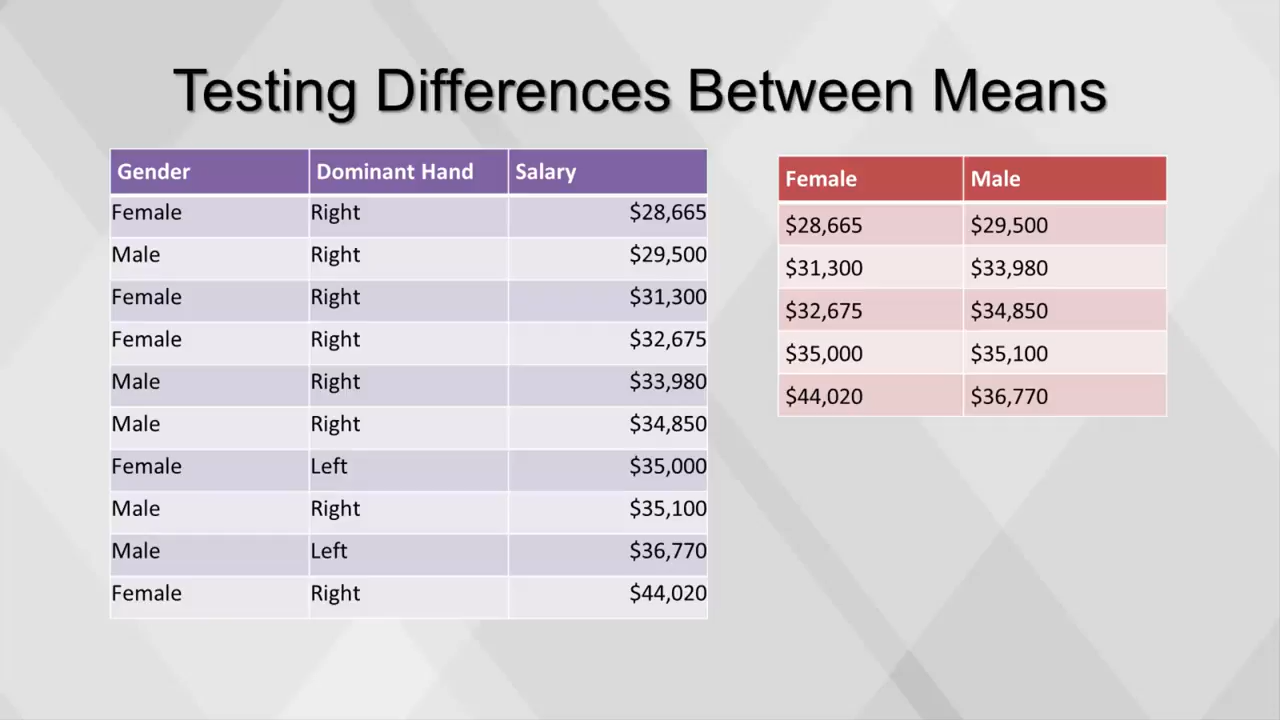 Testing Differences Between Means
Gender Dominant Hand Salary
Female Right $28,665
Male Right $29,500
Female Right $31,300
Female Right $32,675
Male Right $33,980
Male Right $34,850
Female Left $35,000
Male Right $35,100
Male Left $36,770
Female Right $44,020
Female Male
$28,665 $29,500
$31,300 $33,980
$32,675 $34,850
$35,000 $35,100
$44,020 $36,770